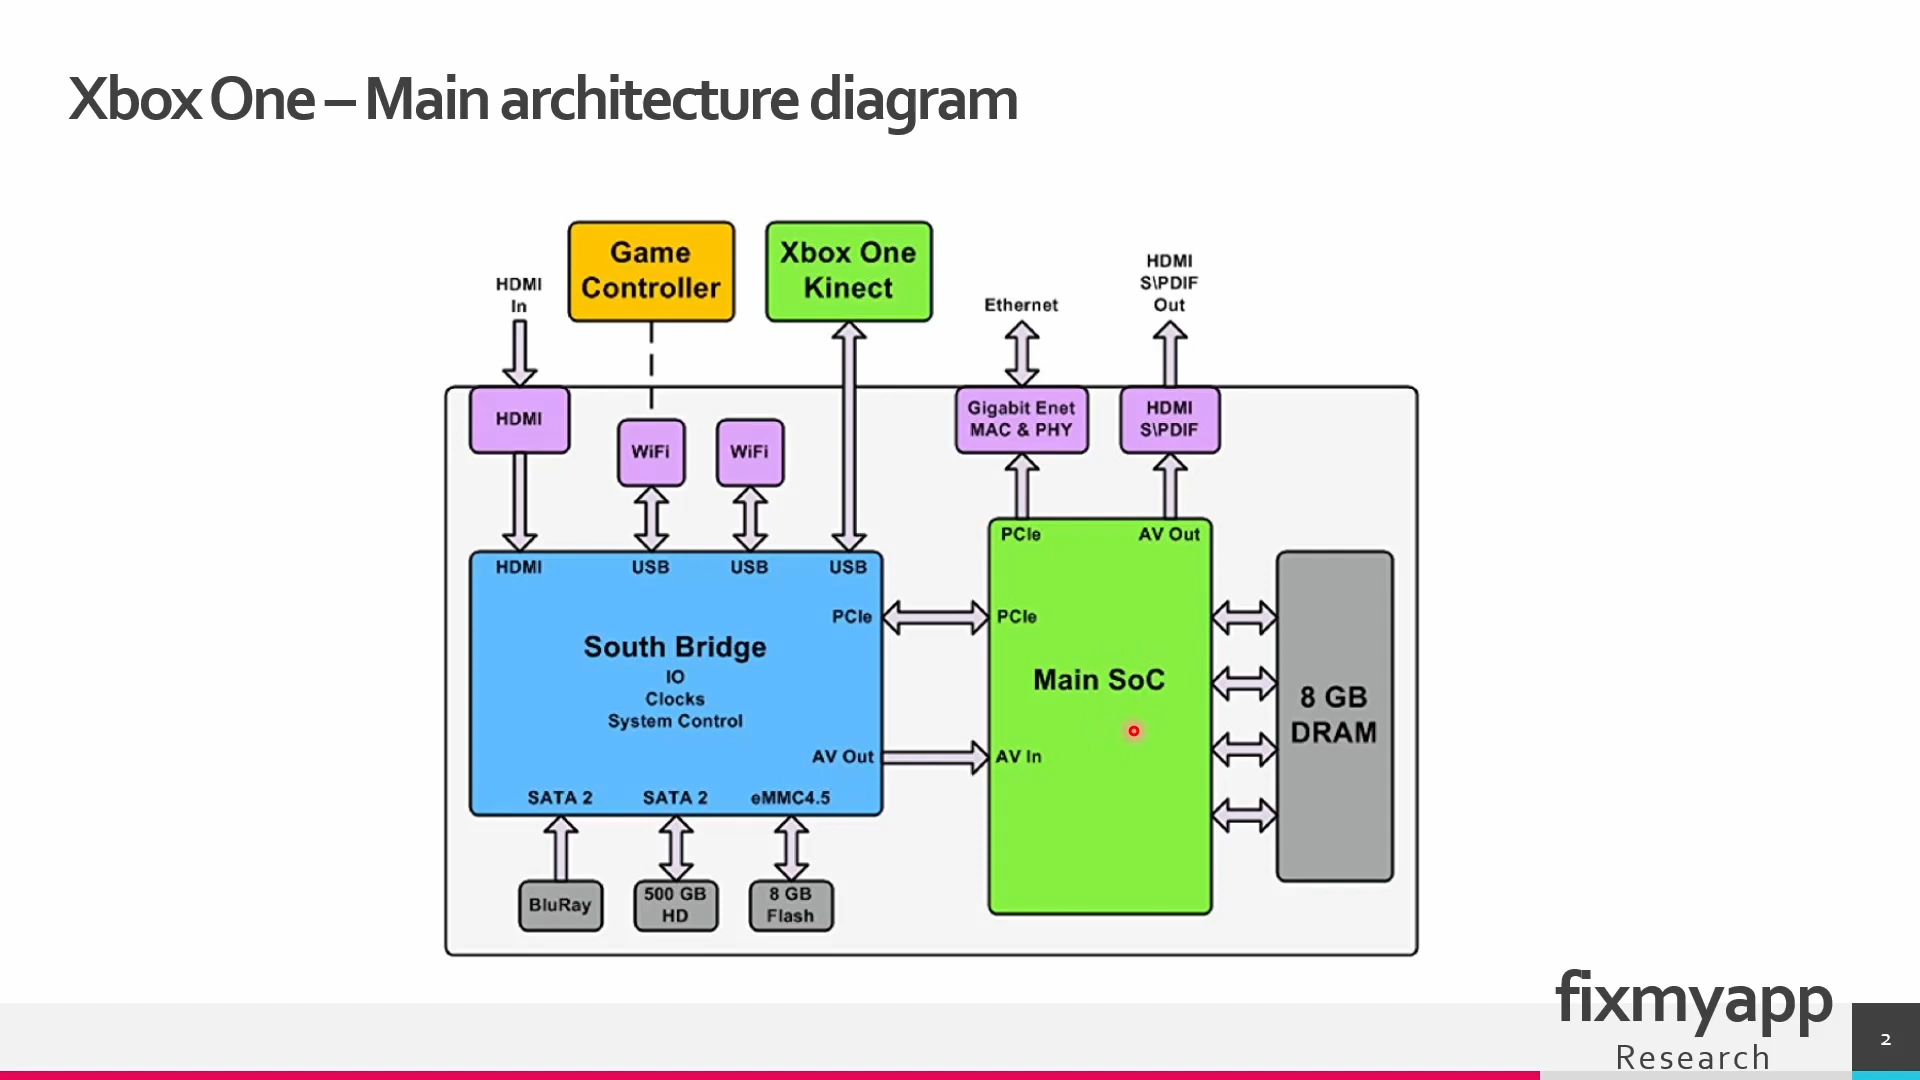 Xbox One – Main architecture diagram
Game
Controller
Xbox One
Kinect
HDMI
In
Ethernet
HDMI
S\PDIF
Out
HDMI
WiFi
WiFi
Gigabit Enet
MAC & PHY
HDMI
S\PDIF
HDMI
USB
USB
USB
PCIe
South Bridge
IO
Clocks
System Control
AV Out
SATA 2
SATA 2
eMMC4.5
PCIe
AV Out
PCIe
Main SoC
AV In
8 GB
DRAM
BluRay
500 GB
HD
8 GB
Flash
fixmyapp
Research
2